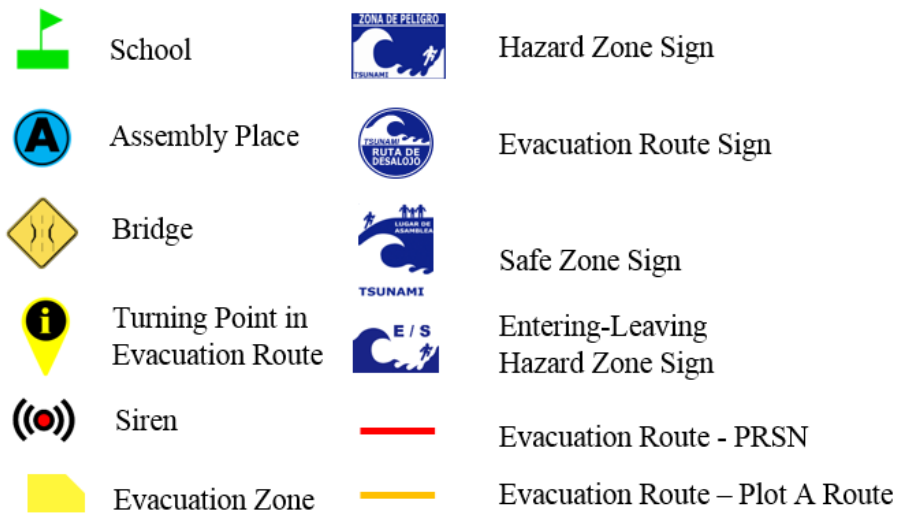 School
ZONA DE PELIGRO
TSUNAMI
Hazard Zone Sign
A
Assembly Place
TSUNAMI
RUTA DE
DESALOJO
Evacuation Route Sign
Bridge
LUGAR DE
ASAMBLEA
TSUNAMI
Safe Zone Sign
i
Turning Point in
Evacuation Route
E / S
Entering-Leaving
Hazard Zone Sign
Siren
Evacuation Route - PRSN
Evacuation Zone
Evacuation Route – Plot A Route